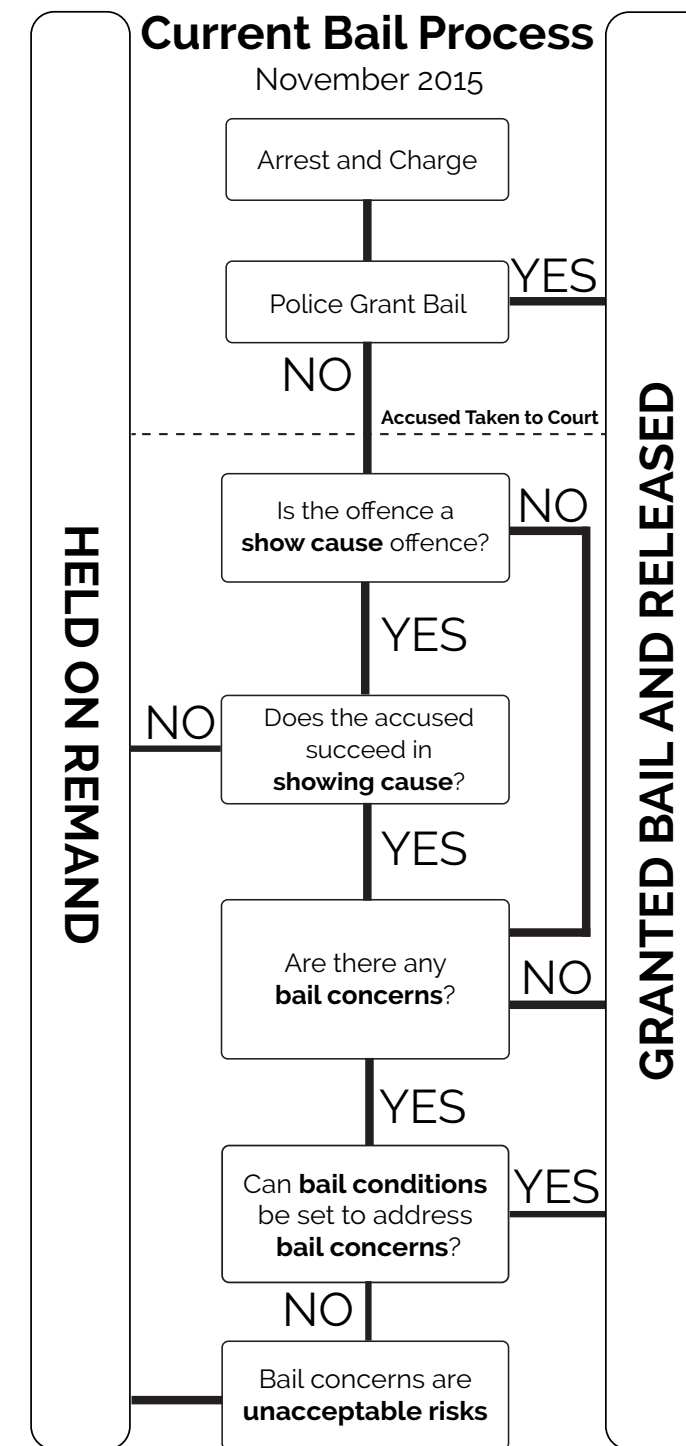 Current Bail Process
November 2015
Arrest and Charge
Police Grant Bail
YES
NO
Accused Taken to Court
Is the offence a
show cause offence?
NO
YES
Does the accused
succeed in
showing cause?
NO
YES
Are there any
bail concerns?
NO
YES
Can bail conditions
be set to address
bail concerns?
YES
NO
Bail concerns are
unacceptable risks
HELD ON REMAND
GRANTED BAIL AND RELEASED